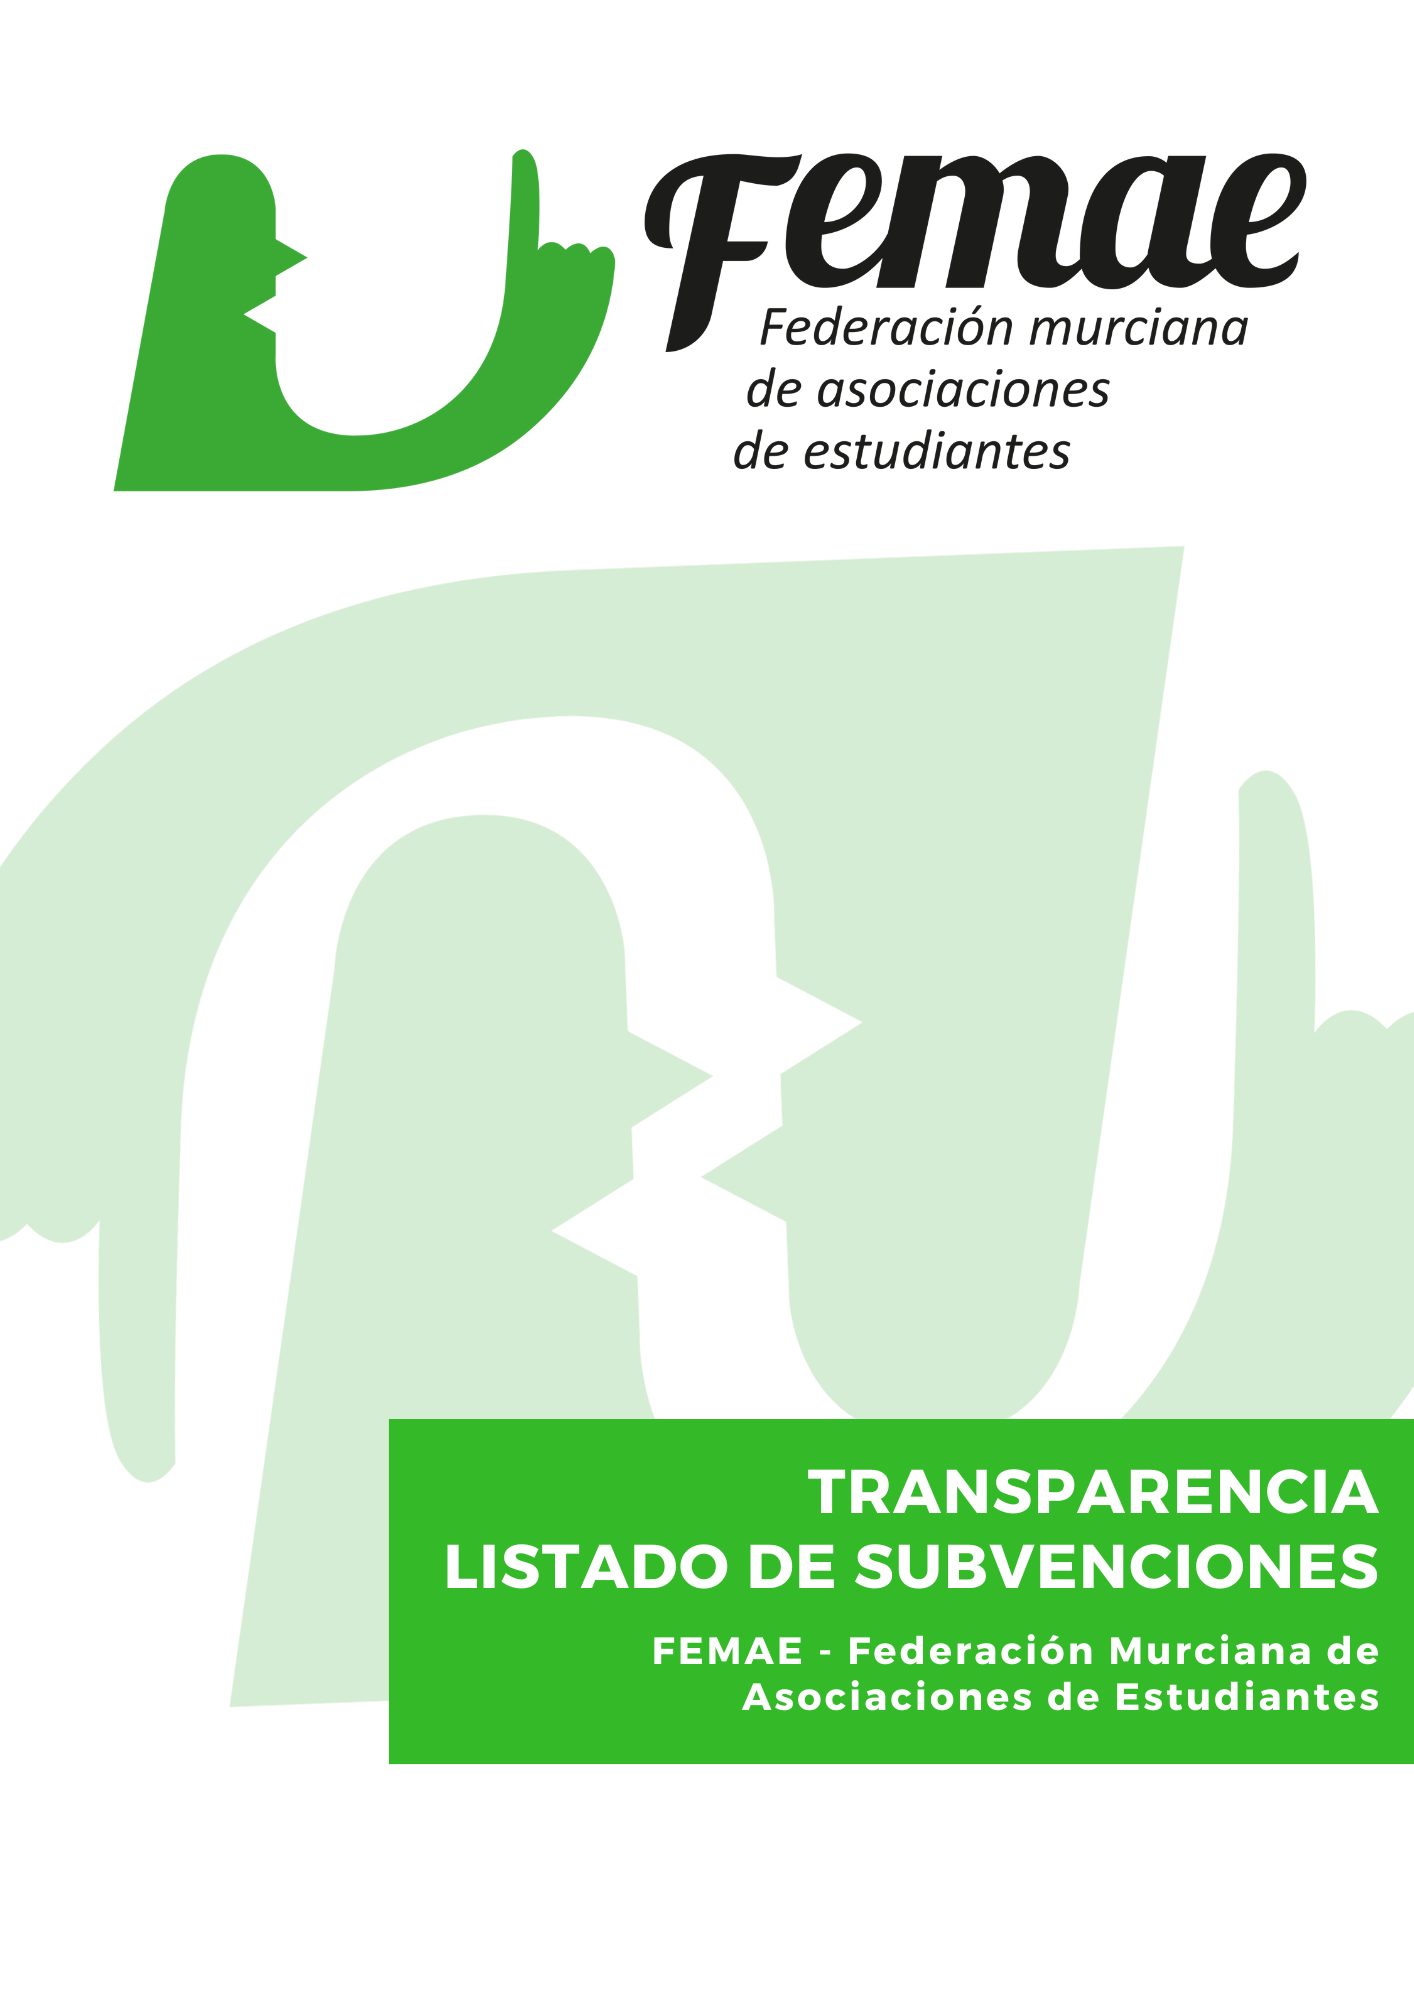 Femae
Federación murciana
de asociaciones
de estudiantes
TRANSPARENCIA
LISTADO DE SUBVENCIONES
FEMAE - Federación Murciana de
Asociaciones de Estudiantes